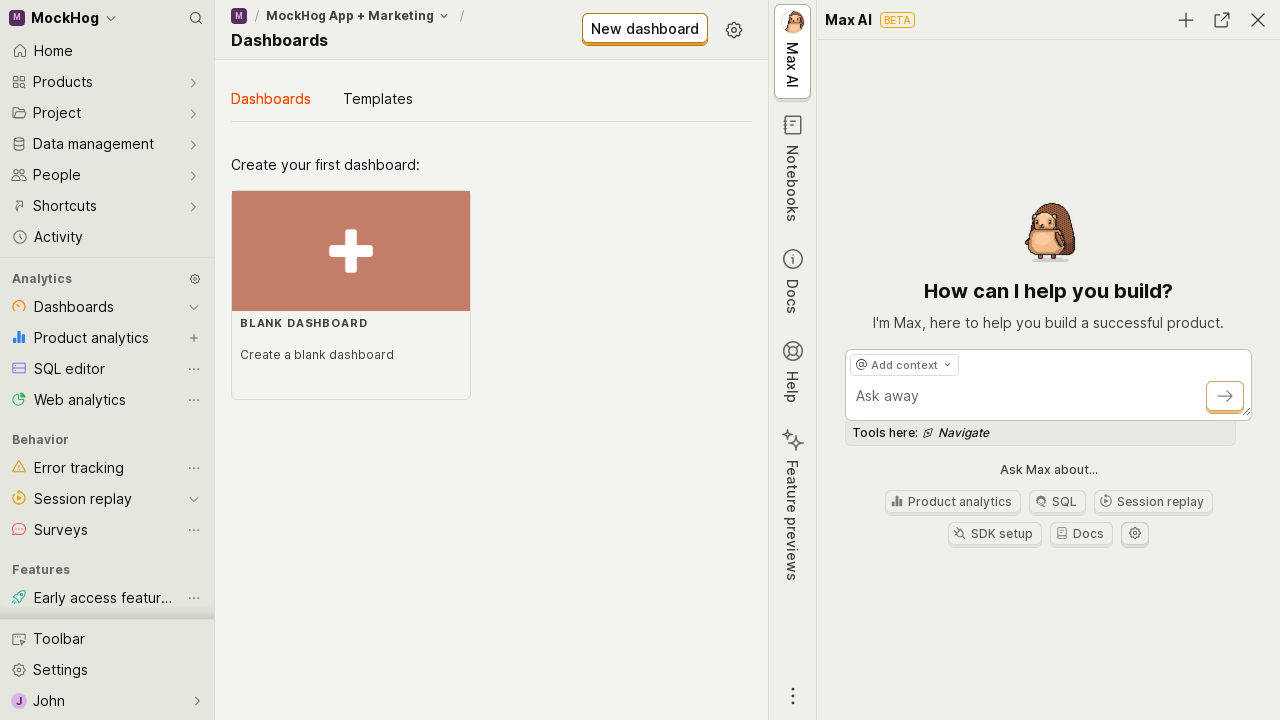 M MockHog
Home
Products
Project
Data management
People
Shortcuts
Activity
Analytics
Dashboards
Product analytics
SQL editor
Web analytics
Behavior
Error tracking
Session replay
Surveys
Features
Early access featur...
Toolbar
Settings
J John
M / MockHog App + Marketing /
Dashboards
New dashboard
Dashboards Templates
Create your first dashboard:
BLANK DASHBOARD
Create a blank dashboard
Max AI
Notebooks
Docs
Help
Feature previews
Max AI BETA
How can I help you build?
I'm Max, here to help you build a successful product.
@ Add context
Ask away
Tools here: Navigate
Ask Max about...
Product analytics SQL Session replay
SDK setup Docs